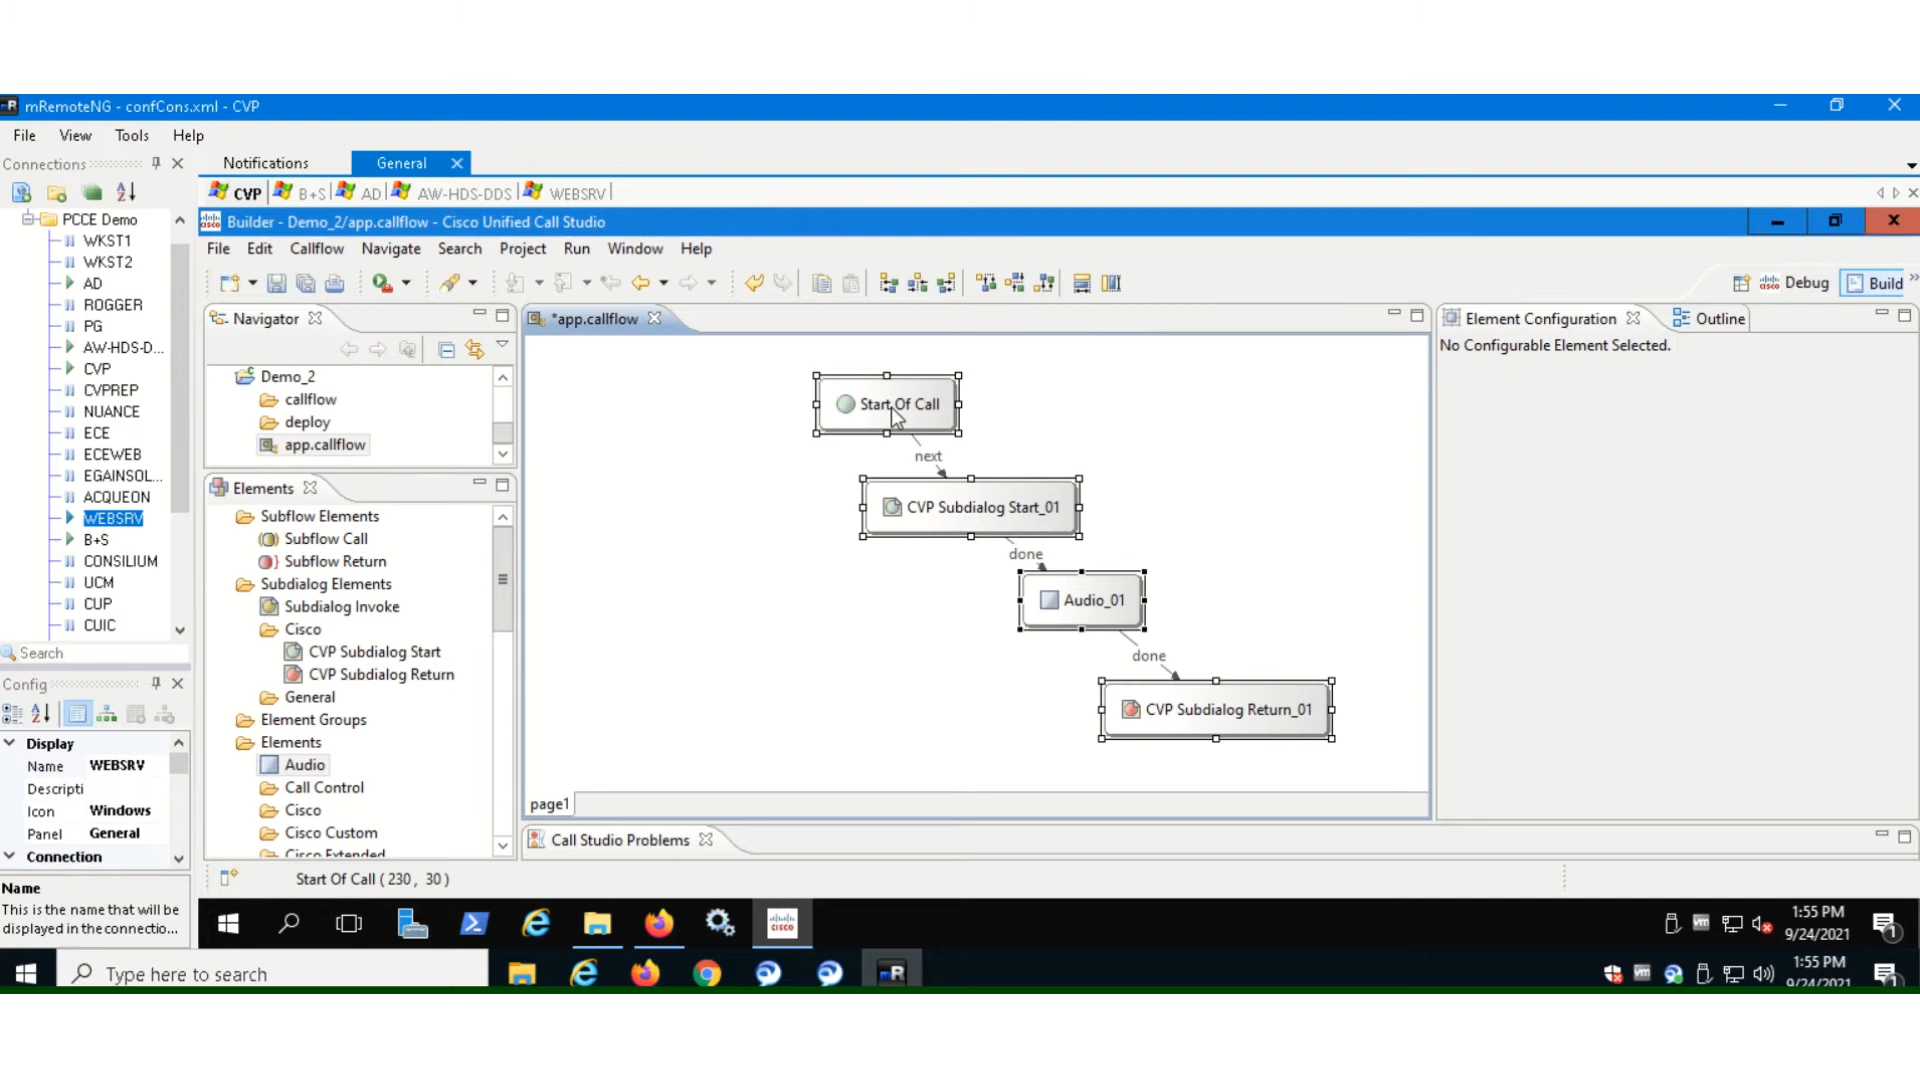 mRemoteNG - confCons.xml - CVP
File View Tools Help
Connections
Notifications General
CVP B+S AD AW-HDS-DDS WEBSRV
PCCE Demo
WKST1
WKST2
AD
ROGGER
PG
AW-HDS-D...
CVP
CVPREP
NUANCE
ECE
ECEWEB
EGAINSOL...
ACQUEON
WEBSRV
B+S
CONSILIUM
UCM
CUP
CUIC
Search
Config
Display
Name WEBSRV
Descripti
Icon Windows
Panel General
Connection
Name
This is the name that will be
displayed in the connectio...
Builder - Demo_2/app.callflow - Cisco Unified Call Studio
File Edit Callflow Navigate Search Project Run Window Help
Debug Build
Navigator
Demo_2
callflow
deploy
app.callflow
Elements
Subflow Elements
Subflow Call
Subflow Return
Subdialog Elements
Subdialog Invoke
Cisco
CVP Subdialog Start
CVP Subdialog Return
General
Element Groups
Elements
Audio
Call Control
Cisco
Cisco Custom
Cisco Extended
*app.callflow
Start Of Call
next
CVP Subdialog Start_01
done
Audio_01
done
CVP Subdialog Return_01
page1
Call Studio Problems
Element Configuration Outline
No Configurable Element Selected.
Start Of Call ( 230 , 30 )
cisco
1:55 PM
9/24/2021
1
Type here to search
1:55 PM
9/24/2021